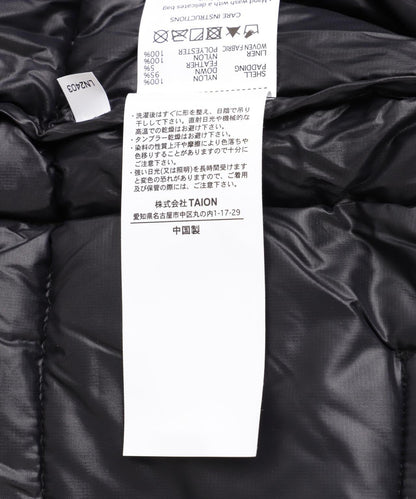 SHELL NYLON 100%
PADDING DOWN 95%
FEATHER 5%
LINER NYLON 100%
WOVEN FABRIC POLYESTER 100%
CARE INSTRUCTIONS
・Hand wash with a delicates bag
LN2403
・洗濯後はすぐに形を整え、日陰で吊り
干しして下さい。直射日光や機械的な
高温での乾燥はお避け下さい。
・タンブラー乾燥はお避け下さい。
・染料の性質上汗や摩擦により色落ちや
色移りすることがありますので十分
にご注意下さい。
・強い日光(又は照明)を長時間受けます
と変色の恐れがありますので、ご着用
及び保管の際にはご注意下さい。
株式会社 TAION
愛知県名古屋市中区丸の内1-17-29
中国製